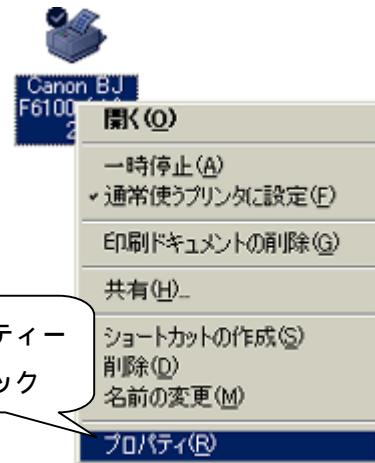 Canon BJ
F6100
2
開く(O)
一時停止(A)
通常使うプリンタに設定(F)
印刷ドキュメントの削除(G)
共有(H)...
ショートカットの作成(S)
削除(D)
名前の変更(M)
プロパティ(R)
ティー
ック